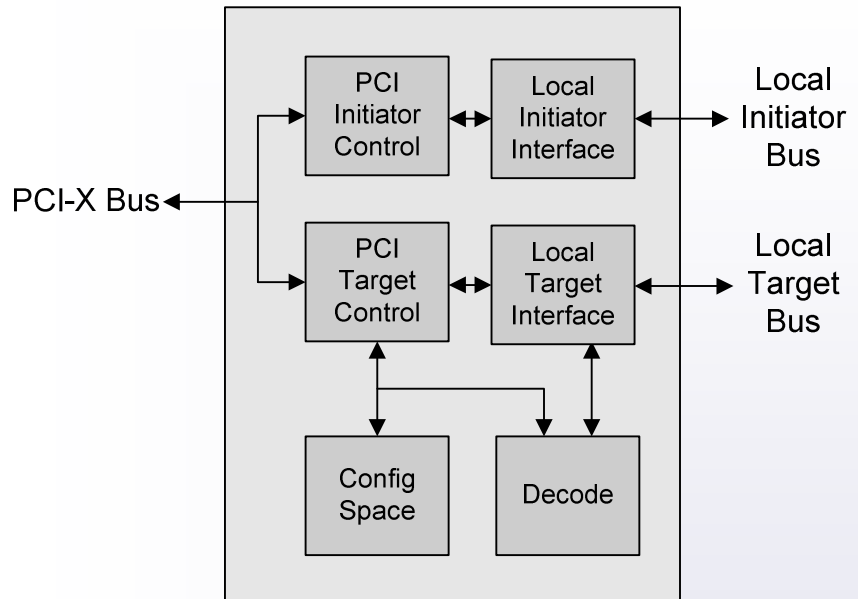 PCI
Initiator
Control
Local
Initiator
Interface
Local
Initiator
Bus
PCI-X Bus
PCI
Target
Control
Local
Target
Interface
Local
Target
Bus
Config
Space
Decode